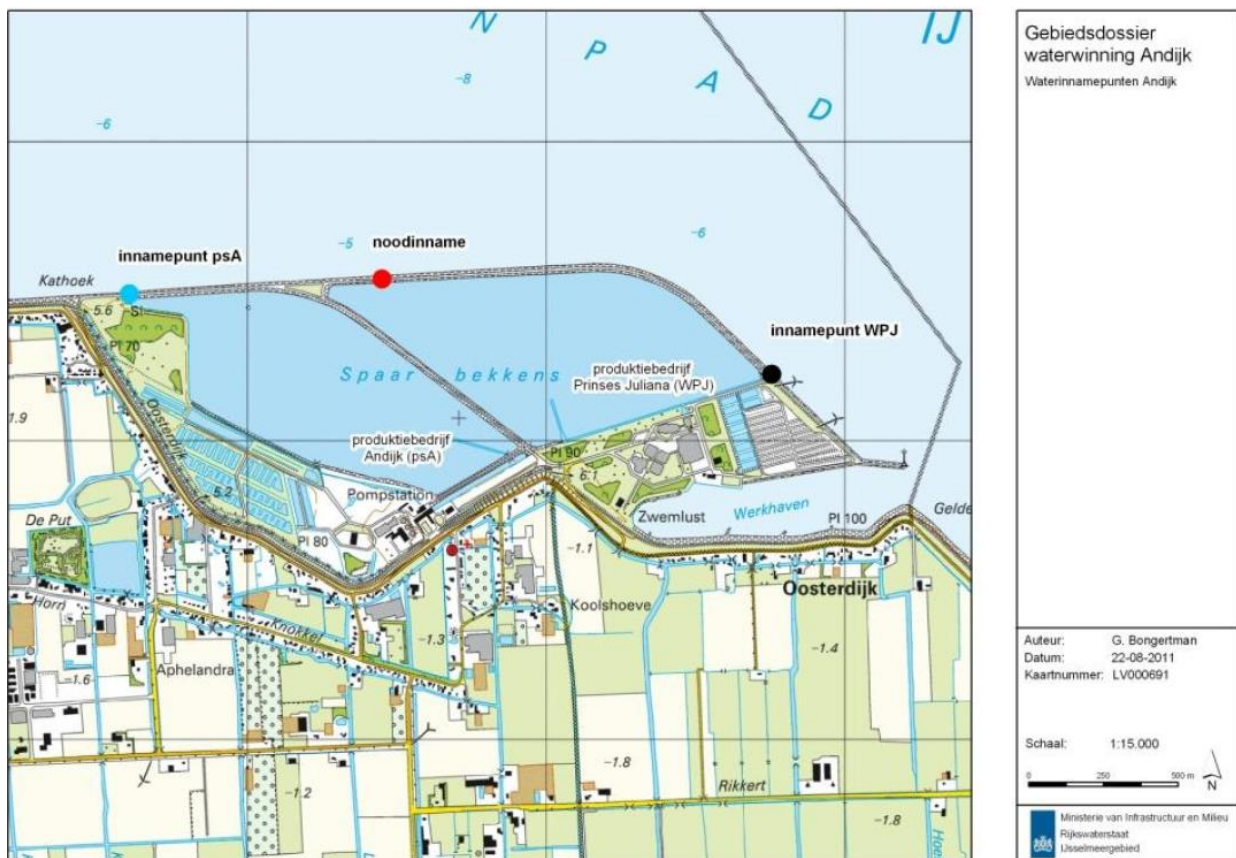 N
P
A
D
IJ
-8
-6
-5
-6
innamepunt psA
noodinname
Kathoek
5.6
PI 70
innamepunt WPJ
Spaar bekkens
produktiebedrijf
Prinses Juliana (WPJ)
1.9
Oosterdijk
produktiebedrijf
Andijk (psA)
PI 90
6.1
5.2
Pompstation
De Put
PI 80
Zwemlust
Werkhaven
PI 100
Gelde
-1.1
Oosterdijk
Horn
Knokkel
Koolshoeve
-1.3
-1.4
Aphelandra
-1.6
-1.8
-1.2
Rikkert
-1.8
Hoe
Gebiedsdossier
waterwinning Andijk
Waterinnamepunten Andijk
Auteur: G. Bongertman
Datum: 22-08-2011
Kaartnummer: LV000691
Schaal: 1:15.000
0 250 500 m
N
Ministerie van Infrastructuur en Milieu
Rijkswaterstaat
IJsselmeergebied